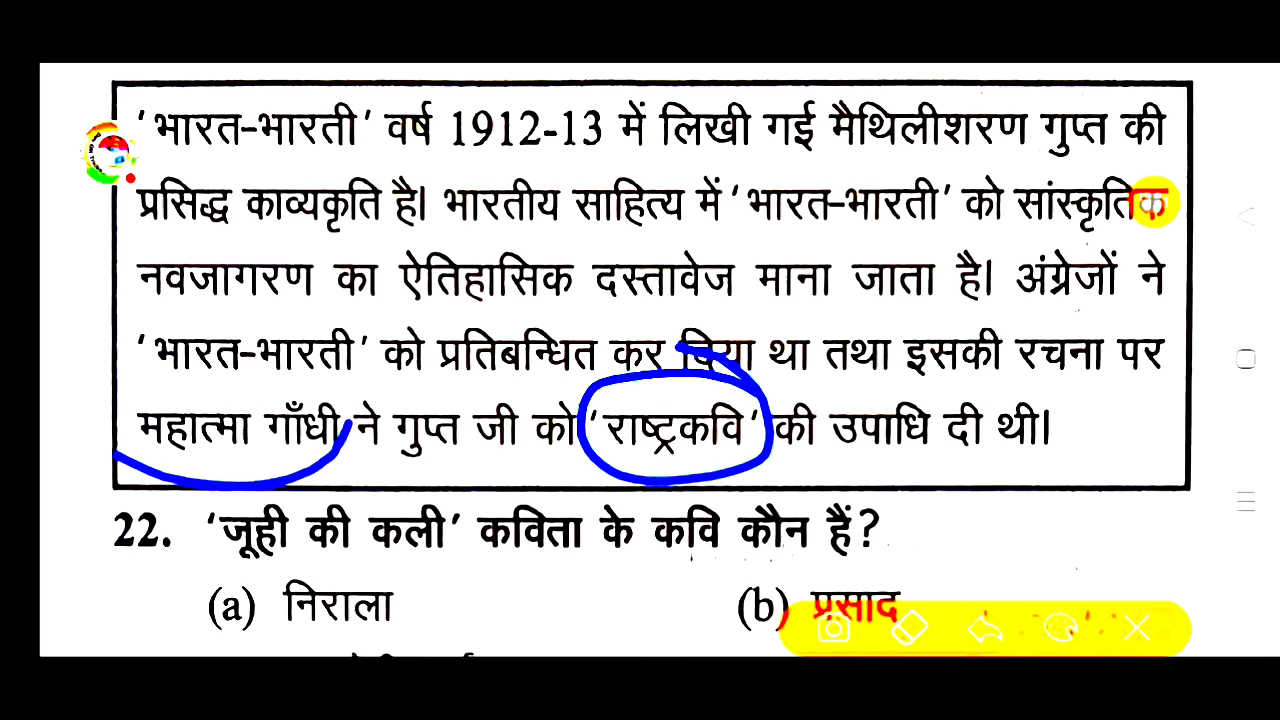 'भारत-भारती' वर्ष 1912-13 में लिखी गई मैथिलीशरण गुप्त की
प्रसिद्ध काव्यकृति है। भारतीय साहित्य में 'भारत-भारती' को सांस्कृतिक
नवजागरण का ऐतिहासिक दस्तावेज माना जाता है। अंग्रेजों ने
'भारत-भारती' को प्रतिबन्धित कर दिया था तथा इसकी रचना पर
महात्मा गाँधी ने गुप्त जी को 'राष्ट्रकवि' की उपाधि दी थी।
22. 'जूही की कली' कविता के कवि कौन हैं?
(a) निराला (b) प्रसाद